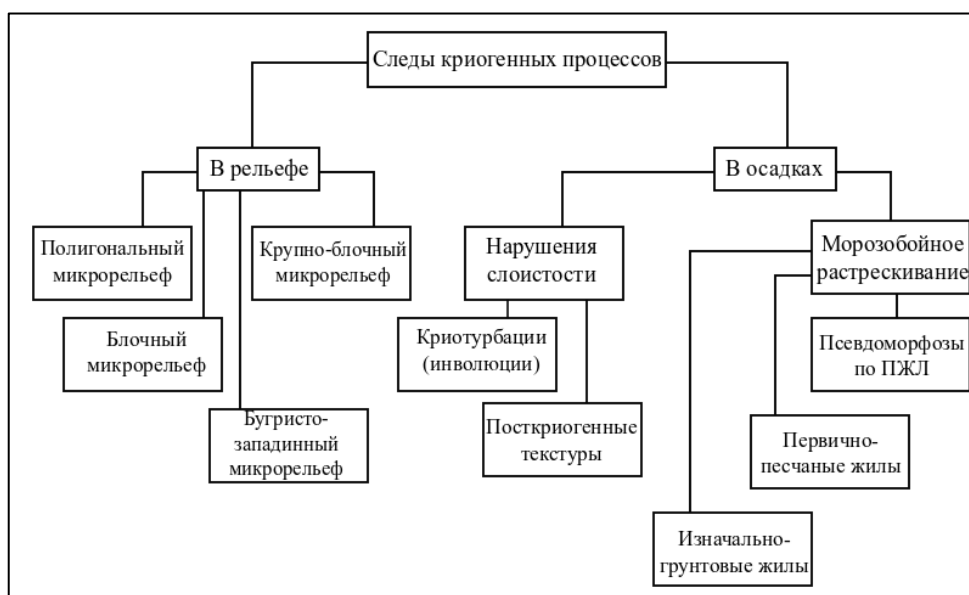 Следы криогенных процессов
В рельефе
В осадках
Полигональный
микрорельеф
Крупно-блочный
микрорельеф
Нарушения
слоистости
Морозобойное
растрескивание
Блочный
микрорельеф
Криотурбации
(инволюции)
Псевдоморфозы
по ПЖЛ
Бугристо-
западинный
микрорельеф
Посткриогенные
текстуры
Первично-
песчаные жилы
Изначально-
грунтовые жилы